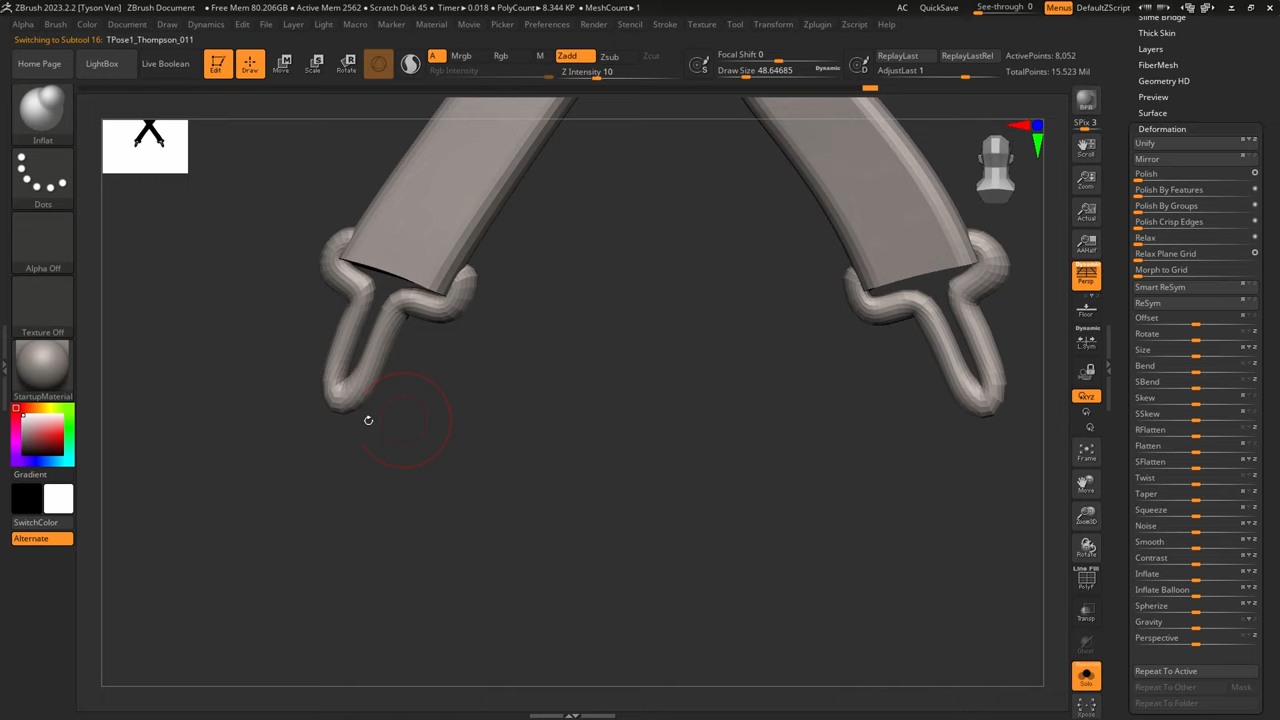 ZBrush 2023.2.2 [Tyson Van] ZBrush Document ● Free Mem 80.206GB ● Active Mem 2562 ● Scratch Disk 45 ● Timer▸0.018 ● PolyCount▸8.344 KP ● MeshCount▸1 AC QuickSave See-through 0 Menus DefaultZScript
Alpha Brush Color Document Draw Dynamics Edit File Layer Light Macro Marker Material Movie Picker Preferences Render Stencil Stroke Texture Tool Transform Zplugin Zscript Help
Switching to Subtool 16: TPose1_Thompson_011
Home Page LightBox Live Boolean Edit Draw Move Scale Rotate A Mrgb Rgb M Zadd Zsub Zcut
Rgb Intensity Z Intensity 10
Focal Shift 0
Draw Size 48.64685 Dynamic
ReplayLast ReplayLastRel ActivePoints: 8,052
AdjustLast 1 TotalPoints: 15.523 Mil
S D
Inflat
Dots
Alpha Off
Texture Off
StartupMaterial
Gradient
SwitchColor
Alternate
BPR
SPix 3
Scroll
Zoom
Actual
AAHalf
Dynamic
Persp
Floor
Dynamic
L.Sym
XYZ
Frame
Move
Zoom3D
Rotate
Line Fill
PolyF
Transp
Ghost
Solo
Xpose
Slime Bridge
Thick Skin
Layers
FiberMesh
Geometry HD
Preview
Surface
Deformation
Unify
Mirror
Polish
Polish By Features
Polish By Groups
Polish Crisp Edges
Relax
Relax Plane Grid
Morph to Grid
Smart ReSym
ReSym
Offset
Rotate
Size
Bend
SBend
Skew
SSkew
RFlatten
Flatten
SFlatten
Twist
Taper
Squeeze
Noise
Smooth
Contrast
Inflate
Inflate Balloon
Spherize
Gravity
Perspective
Repeat To Active
Repeat To Other Mask
Repeat To Folder